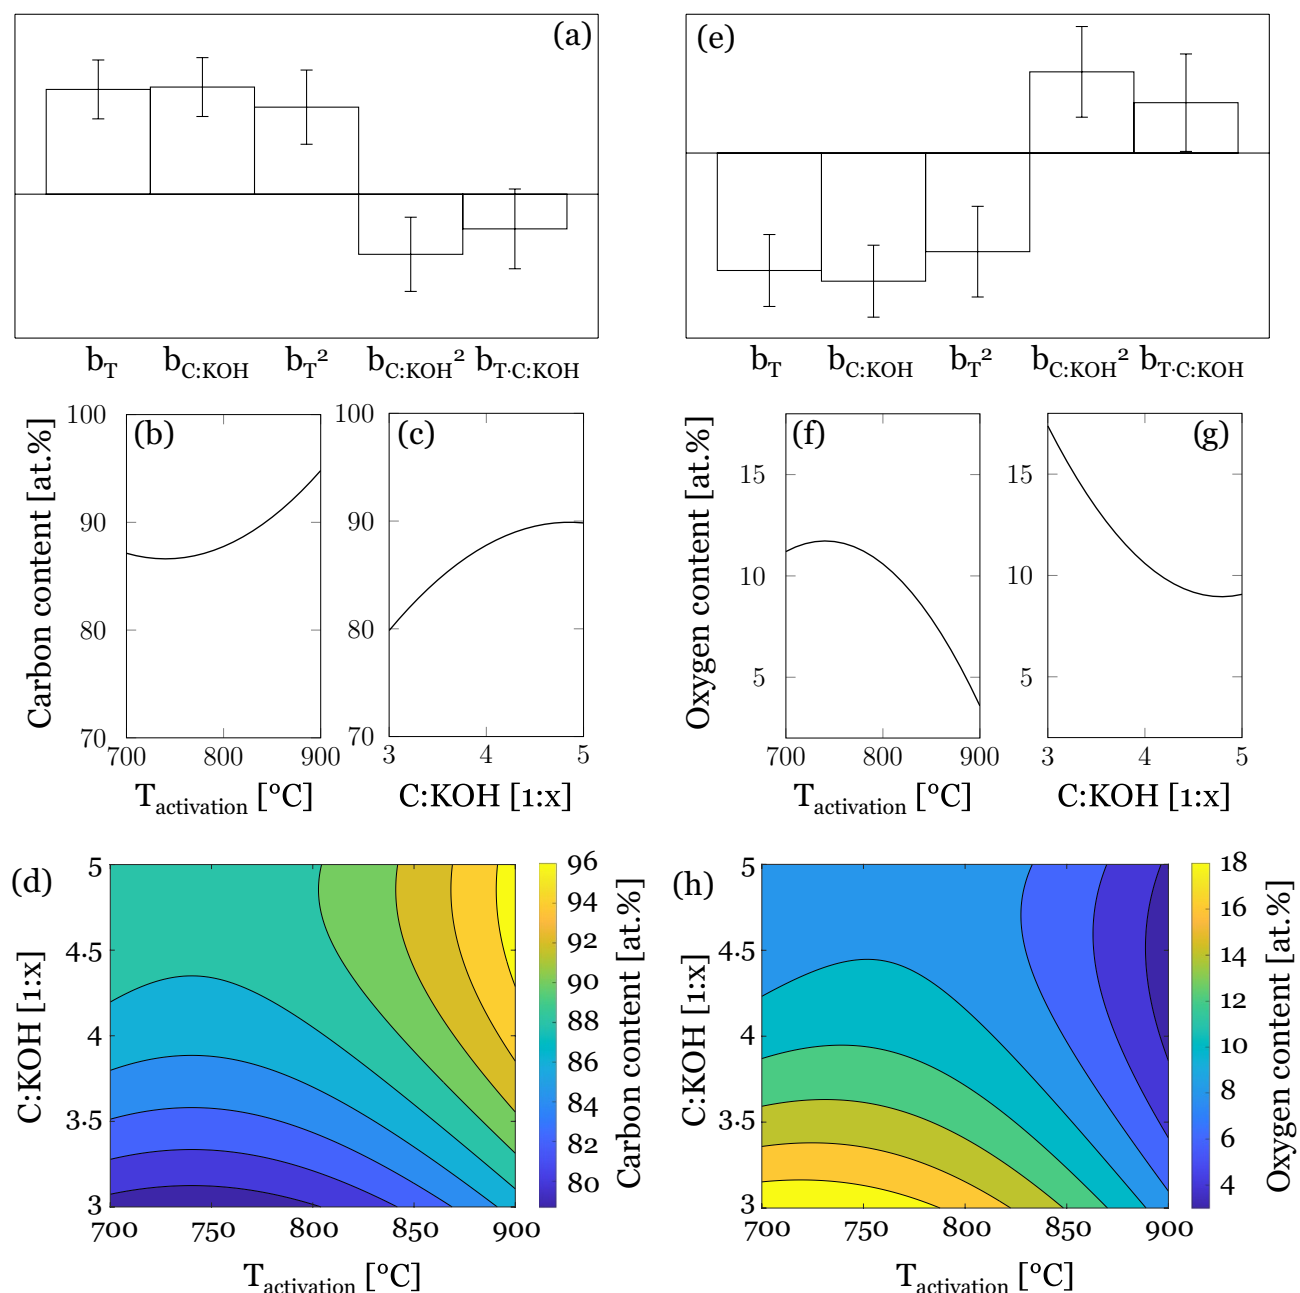 (a)
b_T b_C:KOH b_T² b_C:KOH² b_T·C:KOH
(e)
b_T b_C:KOH b_T² b_C:KOH² b_T·C:KOH
Carbon content [at.%]
100
90
80
70
(b)
700 800 900
T_activation [°C]
100
90
80
70
(c)
3 4 5
C:KOH [1:x]
Oxygen content [at.%]
15
10
5
(f)
700 800 900
T_activation [°C]
15
10
5
(g)
3 4 5
C:KOH [1:x]
(d)
C:KOH [1:x]
5
4.5
4
3.5
3
700 750 800 850 900
T_activation [°C]
96
94
92
90
88
86
84
82
80
Carbon content [at.%]
(h)
C:KOH [1:x]
5
4.5
4
3.5
3
700 750 800 850 900
T_activation [°C]
18
16
14
12
10
8
6
4
Oxygen content [at.%]